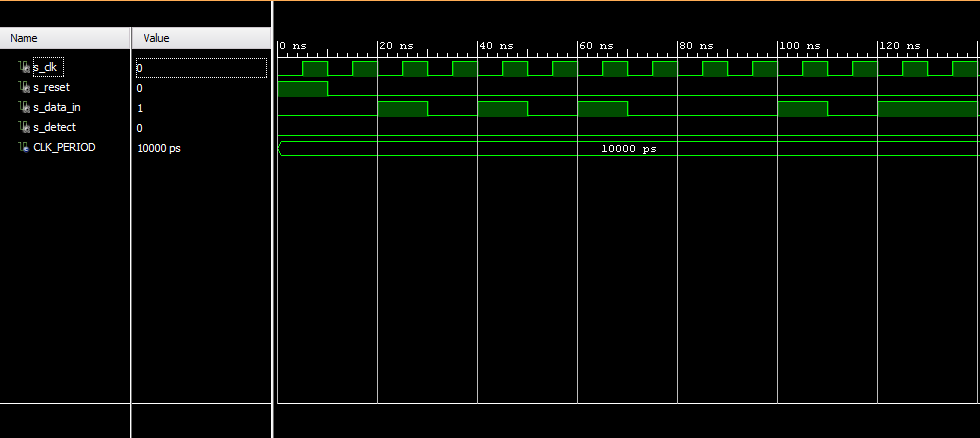 Name Value
0 ns 20 ns 40 ns 60 ns 80 ns 100 ns 120 ns
s_clk 0
s_reset 0
s_data_in 1
s_detect 0
CLK_PERIOD 10000 ps 10000 ps